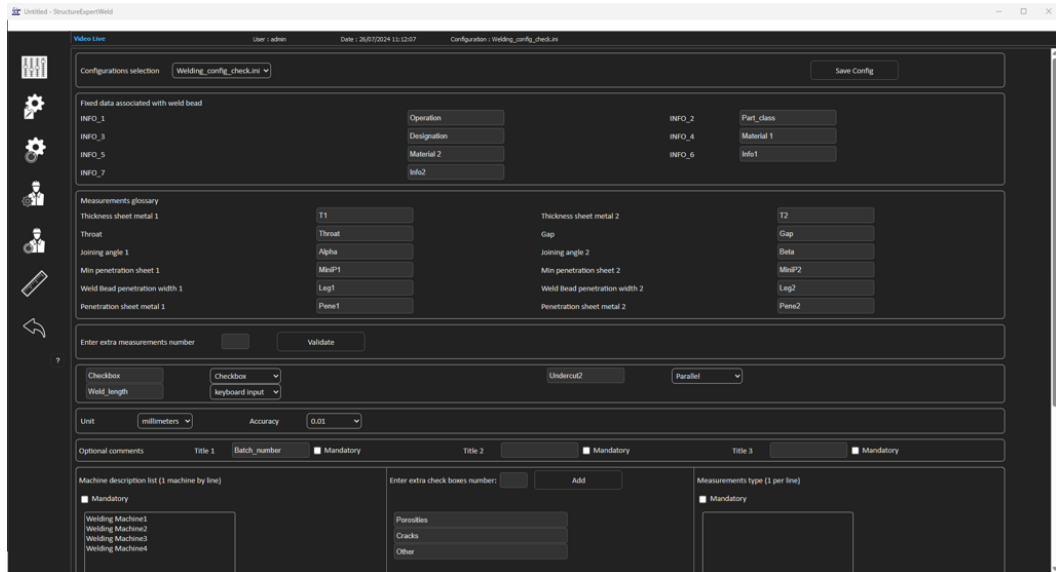 Untitled - StructureExpertWeld
Video Live User : admin Date : 26/07/2024 11:12:07 Configuration : Welding_config_check.ini
Configurations selection Welding_config_check.ini Save Config
Fixed data associated with weld bead
INFO_1 Operation INFO_2 Part_class
INFO_3 Designation INFO_4 Material 1
INFO_5 Material 2 INFO_6 Info1
INFO_7 Info2
Measurements glossary
Thickness sheet metal 1 T1 Thickness sheet metal 2 T2
Throat Throat Gap Gap
Joining angle 1 Alpha Joining angle 2 Beta
Min penetration sheet 1 MiniP1 Min penetration sheet 2 MiniP2
Weld Bead penetration width 1 Leg1 Weld Bead penetration width 2 Leg2
Penetration sheet metal 1 Pene1 Penetration sheet metal 2 Pene2
Enter extra measurements number Validate
?
Checkbox Checkbox Undercut2 Parallel
Weld_length keyboard input
Unit millimeters Accuracy 0.01
Optional comments Title 1 Batch_number Mandatory Title 2 Mandatory Title 3 Mandatory
Machine description list (1 machine by line) Enter extra check boxes number: Add Measurements type (1 per line)
Mandatory Mandatory
Welding Machine1 Porosities
Welding Machine2
Welding Machine3 Cracks
Welding Machine4 Other